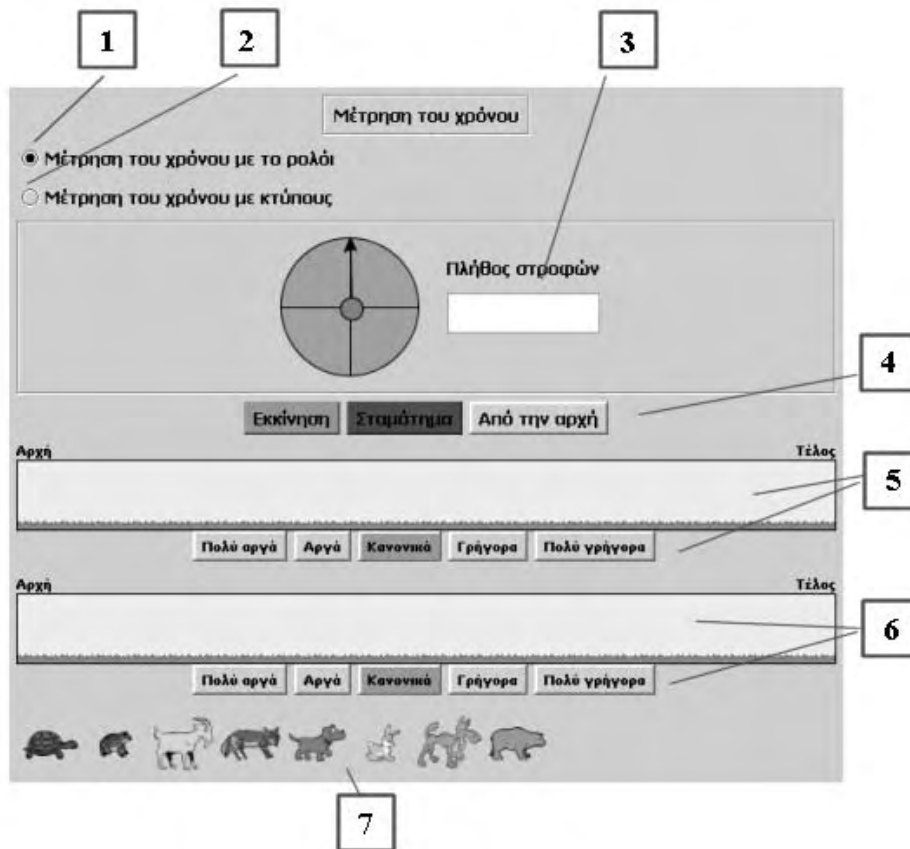 1
2
3
Μέτρηση του χρόνου
Μέτρηση του χρόνου με το ρολόι
Μέτρηση του χρόνου με κτύπους
Πλήθος στροφών
4
Εκκίνηση Σταμάτημα Από την αρχή
Αρχή Τέλος
5
Πολύ αργά Αργά Κανονικά Γρήγορα Πολύ γρήγορα
Αρχή Τέλος
6
Πολύ αργά Αργά Κανονικά Γρήγορα Πολύ γρήγορα
7